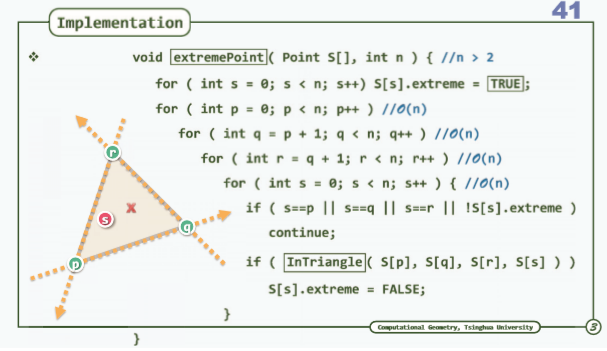 41
Implementation
❖ void extremePoint( Point S[], int n ) { //n > 2
for ( int s = 0; s < n; s++) S[s].extreme = TRUE;
for ( int p = 0; p < n; p++ ) //O(n)
for ( int q = p + 1; q < n; q++ ) //O(n)
for ( int r = q + 1; r < n; r++ ) //O(n)
for ( int s = 0; s < n; s++ ) { //O(n)
if ( s==p || s==q || s==r || !S[s].extreme )
continue;
if ( InTriangle( S[p], S[q], S[r], S[s] ) )
S[s].extreme = FALSE;
}
}
r
x
s
q
p
Computational Geometry, Tsinghua University
3